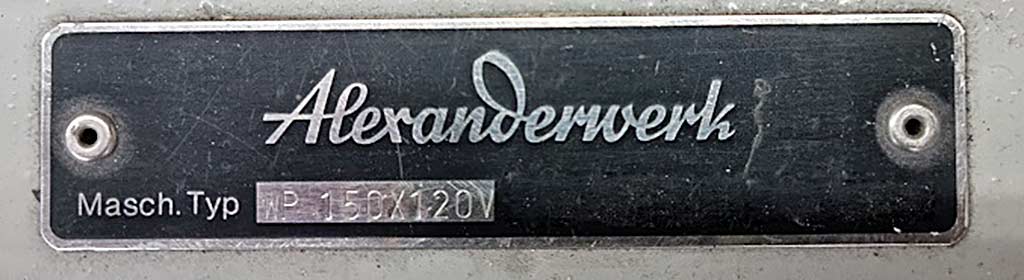 Alexanderwerk
Masch. Typ WP 150X120V